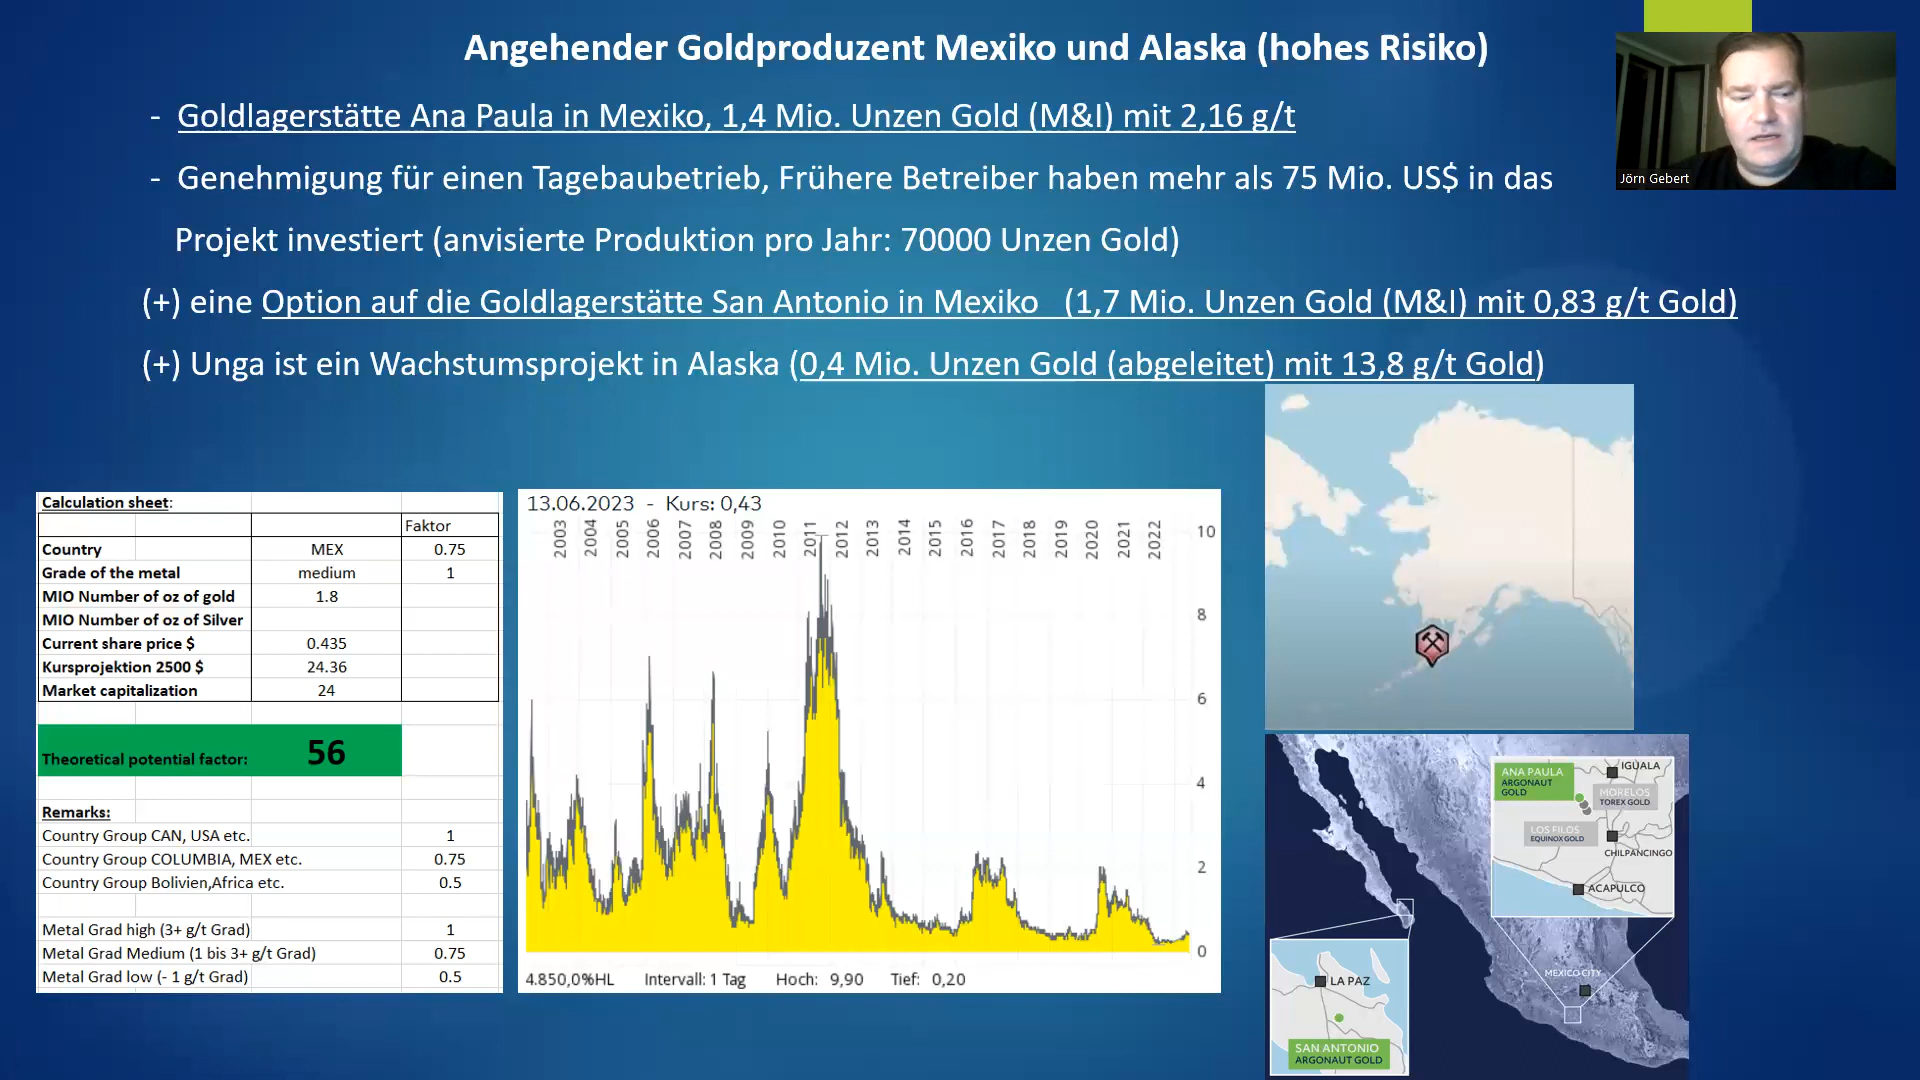 Angehender Goldproduzent Mexiko und Alaska (hohes Risiko)
- Goldlagerstätte Ana Paula in Mexiko, 1,4 Mio. Unzen Gold (M&I) mit 2,16 g/t
- Genehmigung für einen Tagebaubetrieb, Frühere Betreiber haben mehr als 75 Mio. US$ in das
Projekt investiert (anvisierte Produktion pro Jahr: 70000 Unzen Gold)
(+) eine Option auf die Goldlagerstätte San Antonio in Mexiko (1,7 Mio. Unzen Gold (M&I) mit 0,83 g/t Gold)
(+) Unga ist ein Wachstumsprojekt in Alaska (0,4 Mio. Unzen Gold (abgeleitet) mit 13,8 g/t Gold)
Jörn Gebert
Calculation sheet:
Faktor
Country MEX 0.75
Grade of the metal medium 1
MIO Number of oz of gold 1.8
MIO Number of oz of Silver
Current share price $ 0.435
Kursprojektion 2500 $ 24.36
Market capitalization 24
Theoretical potential factor: 56
Remarks:
Country Group CAN, USA etc. 1
Country Group COLUMBIA, MEX etc. 0.75
Country Group Bolivien,Africa etc. 0.5
Metal Grad high (3+ g/t Grad) 1
Metal Grad Medium (1 bis 3+ g/t Grad) 0.75
Metal Grad low (- 1 g/t Grad) 0.5
13.06.2023 - Kurs: 0,43
2003 2004 2005 2006 2007 2008 2009 2010 2011 2012 2013 2014 2015 2016 2017 2018 2019 2020 2021 2022
10
8
6
4
2
0
4.850,0%HL Intervall: 1 Tag Hoch: 9,90 Tief: 0,20
ANA PAULA
ARGONAUT
GOLD
IGUALA
MORELOS
TOREX GOLD
LOS FILOS
EQUINOX GOLD
CHILPANCINGO
ACAPULCO
MEXICO CITY
LA PAZ
SAN ANTONIO
ARGONAUT GOLD